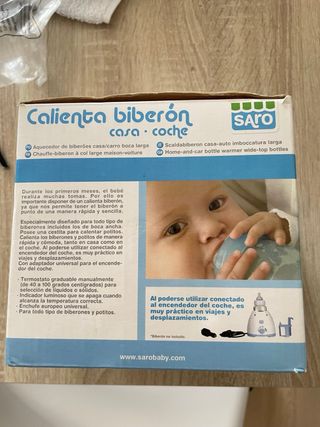 Calienta biberón
casa · coche
SARO
Aquecedor de biberões casa/carro boca larga
Chauffe-biberon à col large maison-voiture
Scaldabiberon casa-auto imboccatura larga
Home-and-car bottle warmer wide-top bottles
Durante los primeros meses, el bebé
realiza muchas tomas. Por ello es
importante disponer de un calienta biberón,
ya que nos permite tener el biberón a
punto de una manera rápida y sencilla.
Especialmente diseñado para todo tipo de
biberones incluidos los de boca ancha.
Posee una cestilla para calentar potitos.
Calienta los biberones y potitos de manera
rápida y cómoda, tanto en casa como en
el coche. Al poderse utilizar conectado al
encendedor del coche, es muy práctico en
viajes y desplazamientos.
Con adaptador universal para el encende-
dor del coche.
- Termostato graduable manualmente
(de 40 a 100 grados centígrados) para
selección de líquidos o sólidos.
- Indicador luminoso que se apaga cuando
alcanza la temperatura correcta.
- Enchufe europeo universal.
- Para todo tipo de biberones y potitos.
Al poderse utilizar conectado
al encendedor del coche, es
muy práctico en viajes y
desplazamientos.
*Biberón no incluido.
www.sarobaby.com